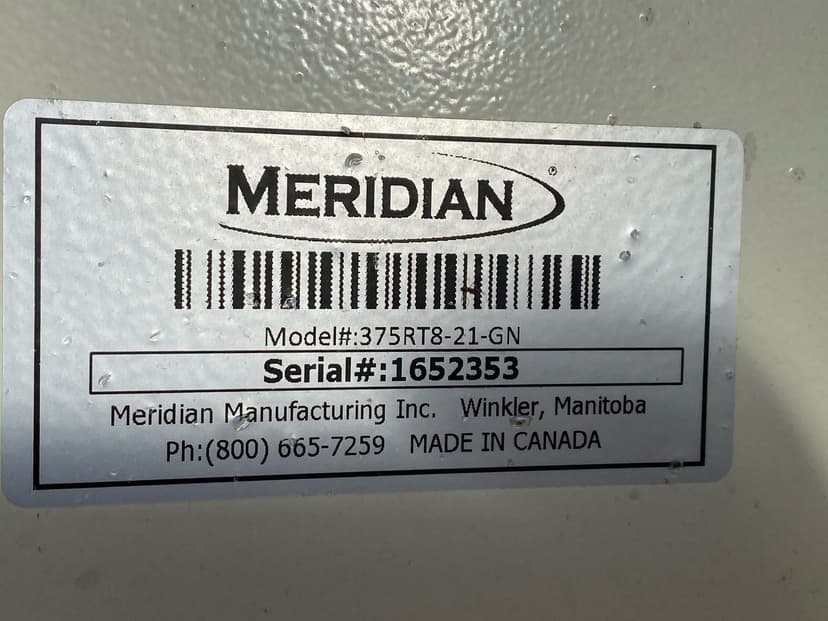 MERIDIAN®
Model#:375RT8-21-GN
Serial#:1652353
Meridian Manufacturing Inc. Winkler, Manitoba
Ph:(800) 665-7259 MADE IN CANADA